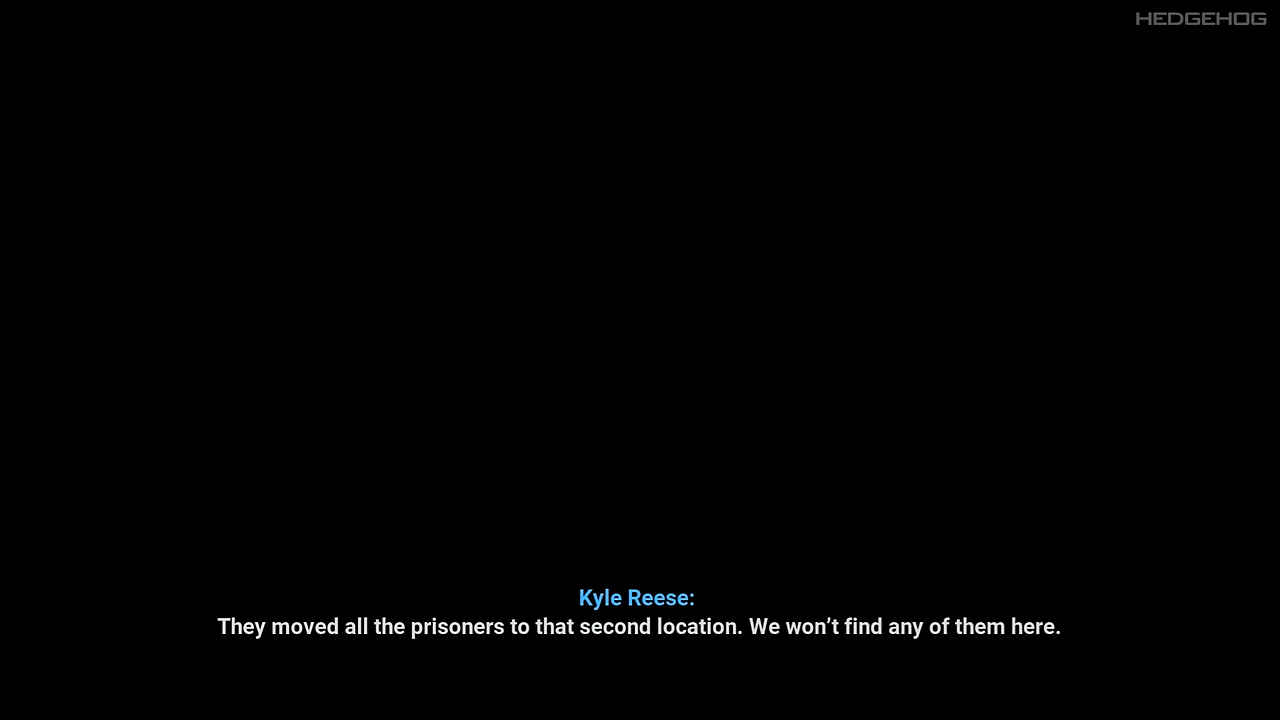 HEDGEHOG
Kyle Reese:
They moved all the prisoners to that second location. We won’t find any of them here.